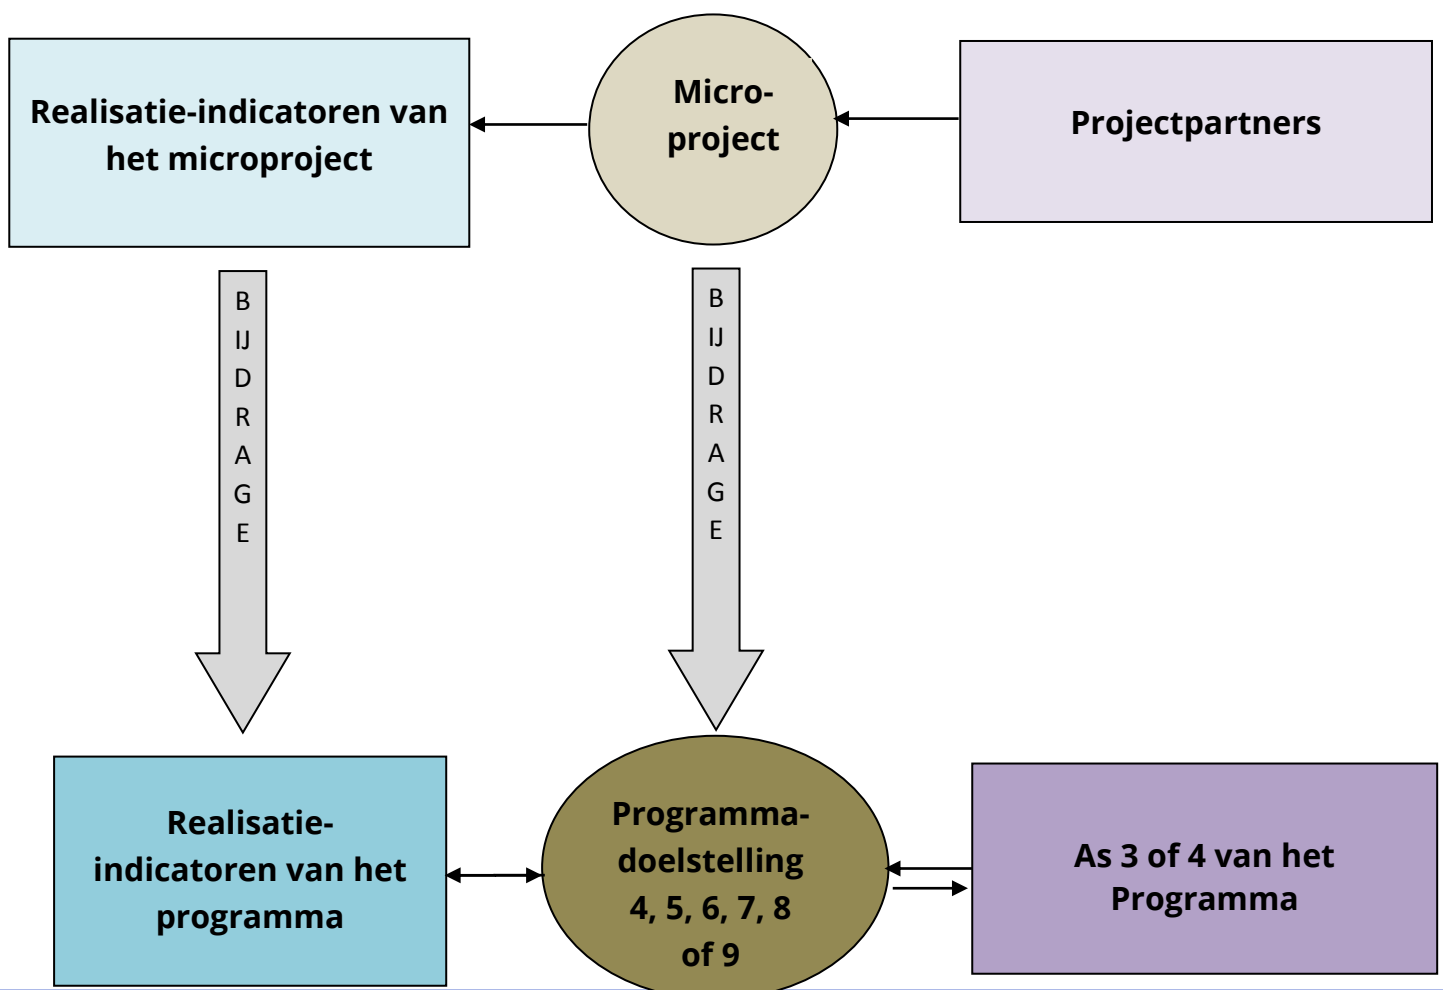 Realisatie-indicatoren van
het microproject
Micro-
project
Projectpartners
B
IJ
D
R
A
G
E
B
IJ
D
R
A
G
E
Realisatie-
indicatoren van het
programma
Programma-
doelstelling
4, 5, 6, 7, 8
of 9
As 3 of 4 van het
Programma